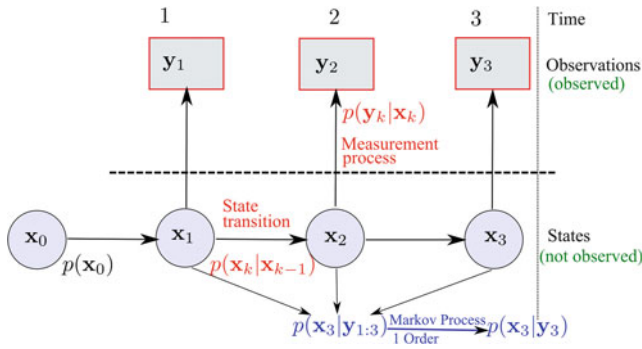 1 2 3 Time
y₁ y₂ y₃ Observations
(observed)
p(yₖ|xₖ)
Measurement
process
State
transition
x₀ x₁ x₂ x₃ States
(not observed)
p(x₀) p(xₖ|xₖ₋₁)
p(x₃|y₁:₃) Markov Process p(x₃|y₃)
1 Order